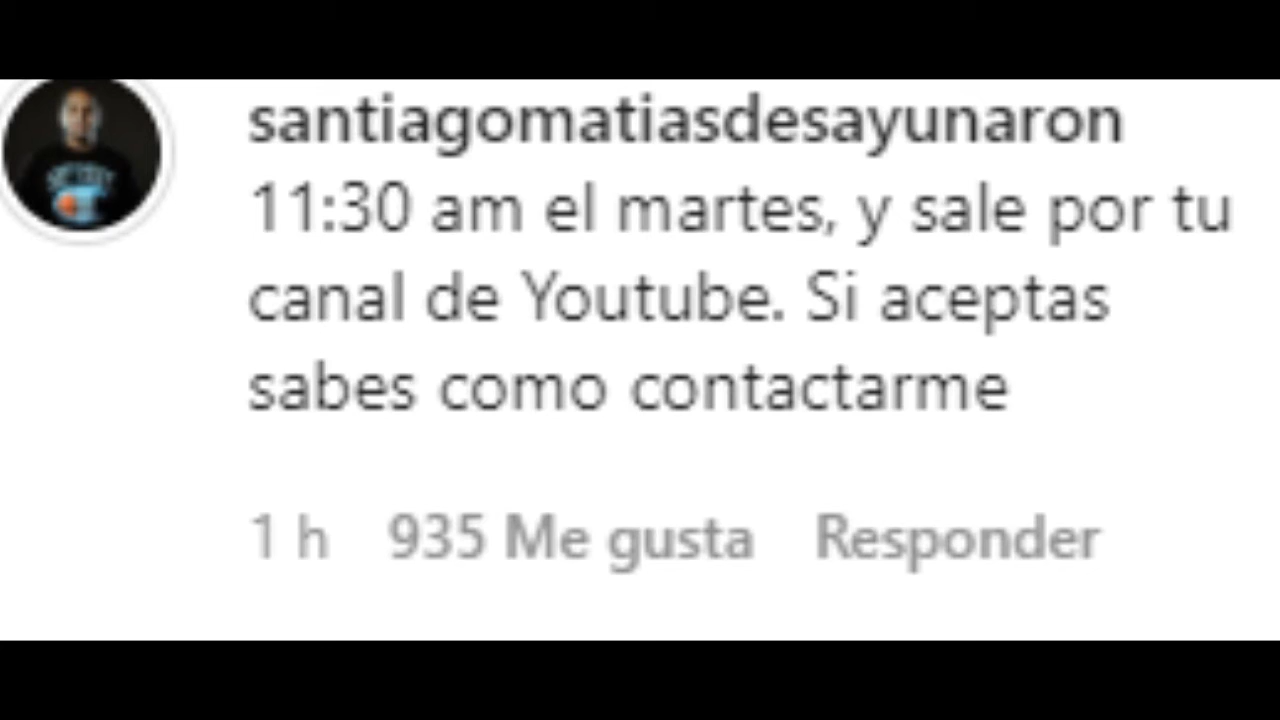 santiagomatiasdesayunaron
11:30 am el martes, y sale por tu
canal de Youtube. Si aceptas
sabes como contactarme
1 h 935 Me gusta Responder